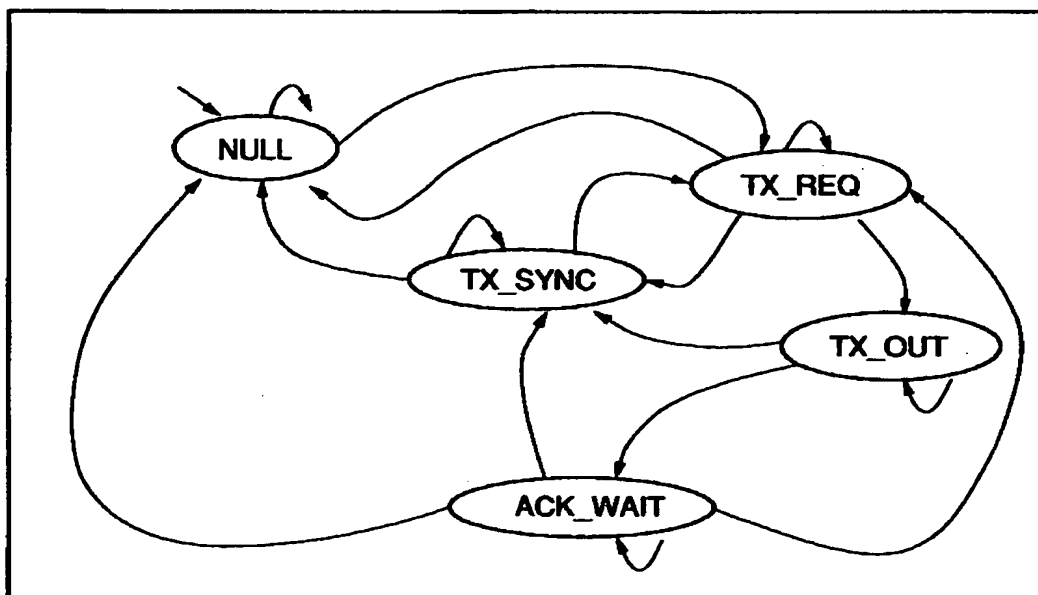 NULL
TX_REQ
TX_SYNC
TX_OUT
ACK_WAIT